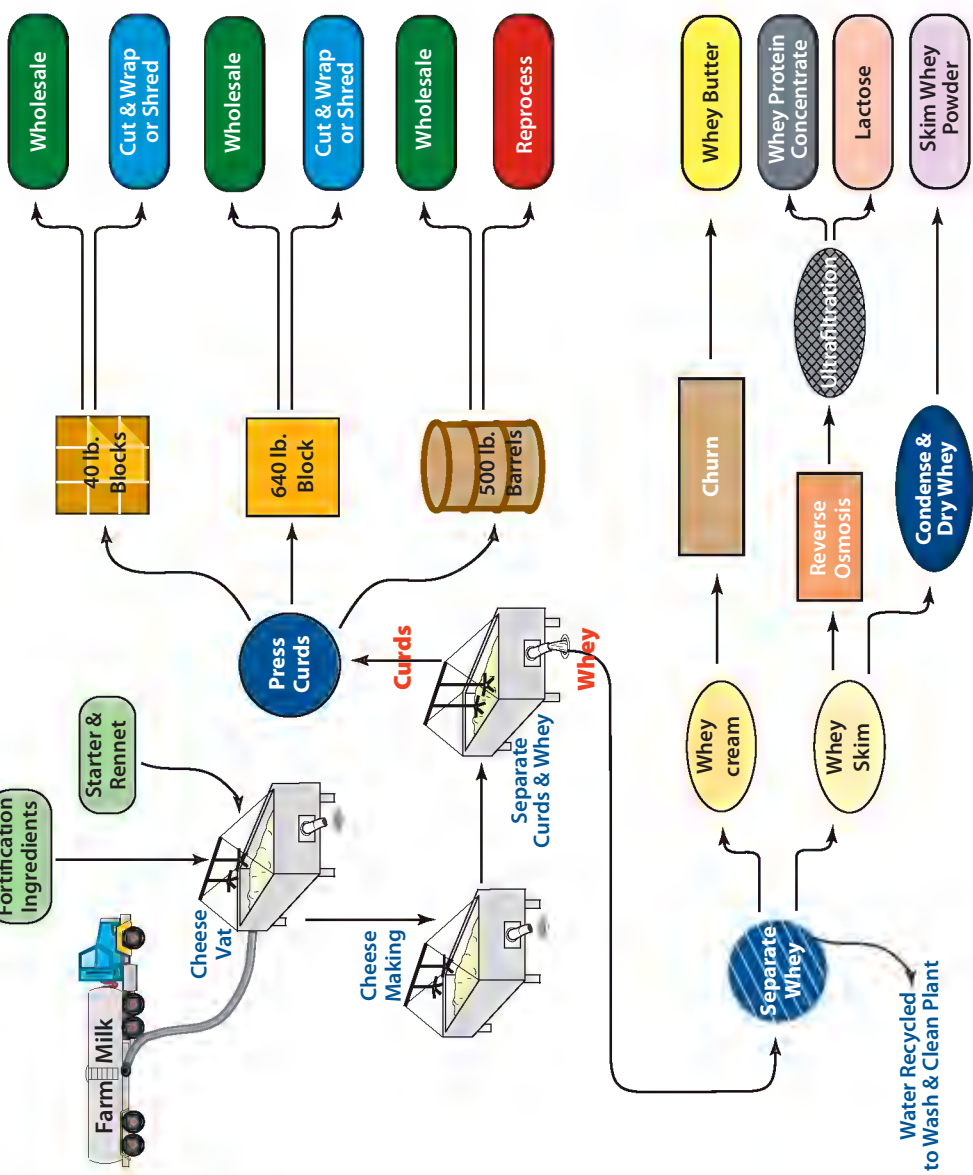 Farm Milk
Fortification
Ingredients
Starter &
Rennet
Cheese
Vat
Cheese
Making
Separate
Curds & Whey
Curds
Whey
Press
Curds
40 lb.
Blocks
640 lb.
Block
500 lb.
Barrels
Wholesale
Cut & Wrap
or Shred
Wholesale
Cut & Wrap
or Shred
Wholesale
Reprocess
Separate
Whey
Water Recycled
to Wash & Clean Plant
Whey
cream
Whey
Skim
Churn
Reverse
Osmosis
Ultrafiltration
Condense &
Dry Whey
Whey Butter
Whey Protein
Concentrate
Lactose
Skim Whey
Powder